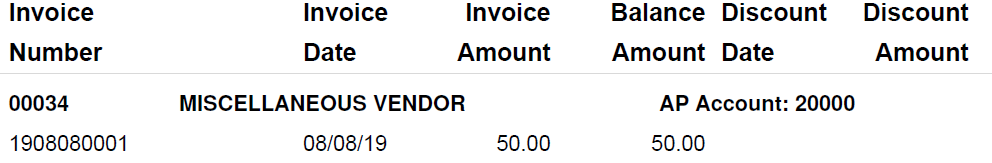 Invoice Invoice Invoice Balance Discount Discount
Number Date Amount Amount Date Amount
00034 MISCELLANEOUS VENDOR AP Account: 20000
1908080001 08/08/19 50.00 50.00